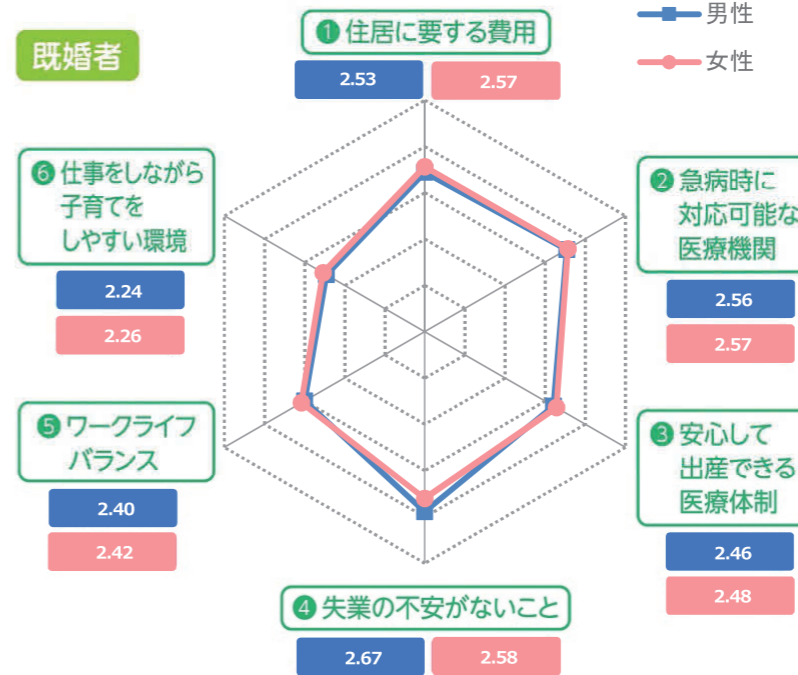 既婚者
男性
女性
❶住居に要する費用
2.53
2.57
❷急病時に
対応可能な
医療機関
2.56
2.57
❸安心して
出産できる
医療体制
2.46
2.48
❹失業の不安がないこと
2.67
2.58
❺ワークライフ
バランス
2.40
2.42
❻仕事をしながら
子育てを
しやすい環境
2.24
2.26